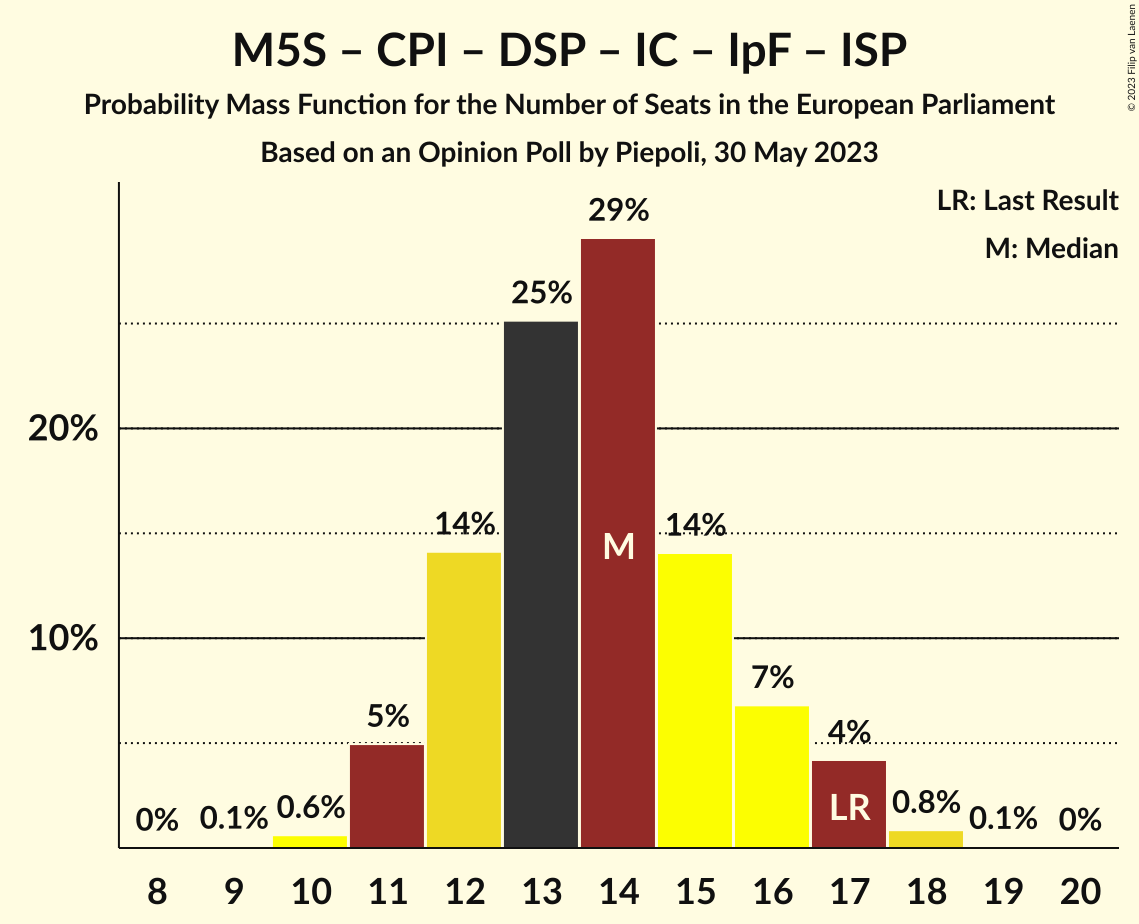 M5S – CPI – DSP – IC – IpF – ISP
Probability Mass Function for the Number of Seats in the European Parliament
Based on an Opinion Poll by Piepoli, 30 May 2023
© 2023 Filip van Laenen
LR: Last Result
M: Median
20%
10%
0%
0.1%
0.6%
5%
14%
25%
29%
14%
7%
4%
0.8%
0.1%
0%
M
LR
8 9 10 11 12 13 14 15 16 17 18 19 20